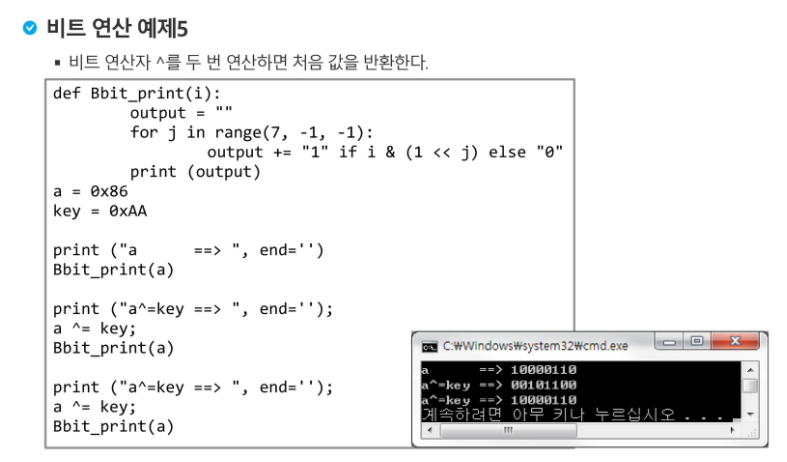 비트 연산 예제5
▪ 비트 연산자 ^를 두 번 연산하면 처음 값을 반환한다.
def Bbit_print(i):
        output = ""
        for j in range(7, -1, -1):
                output += "1" if i & (1 << j) else "0"
        print (output)
a = 0x86
key = 0xAA
print ("a      ==> ", end='')
Bbit_print(a)
print ("a^=key ==> ", end='');
a ^= key;
Bbit_print(a)
print ("a^=key ==> ", end='');
a ^= key;
Bbit_print(a)
C:₩Windows₩system32₩cmd.exe
a      ==> 10000110
a^=key ==> 00101100
a^=key ==> 10000110
계속하려면 아무 키나 누르십시오 . . . .